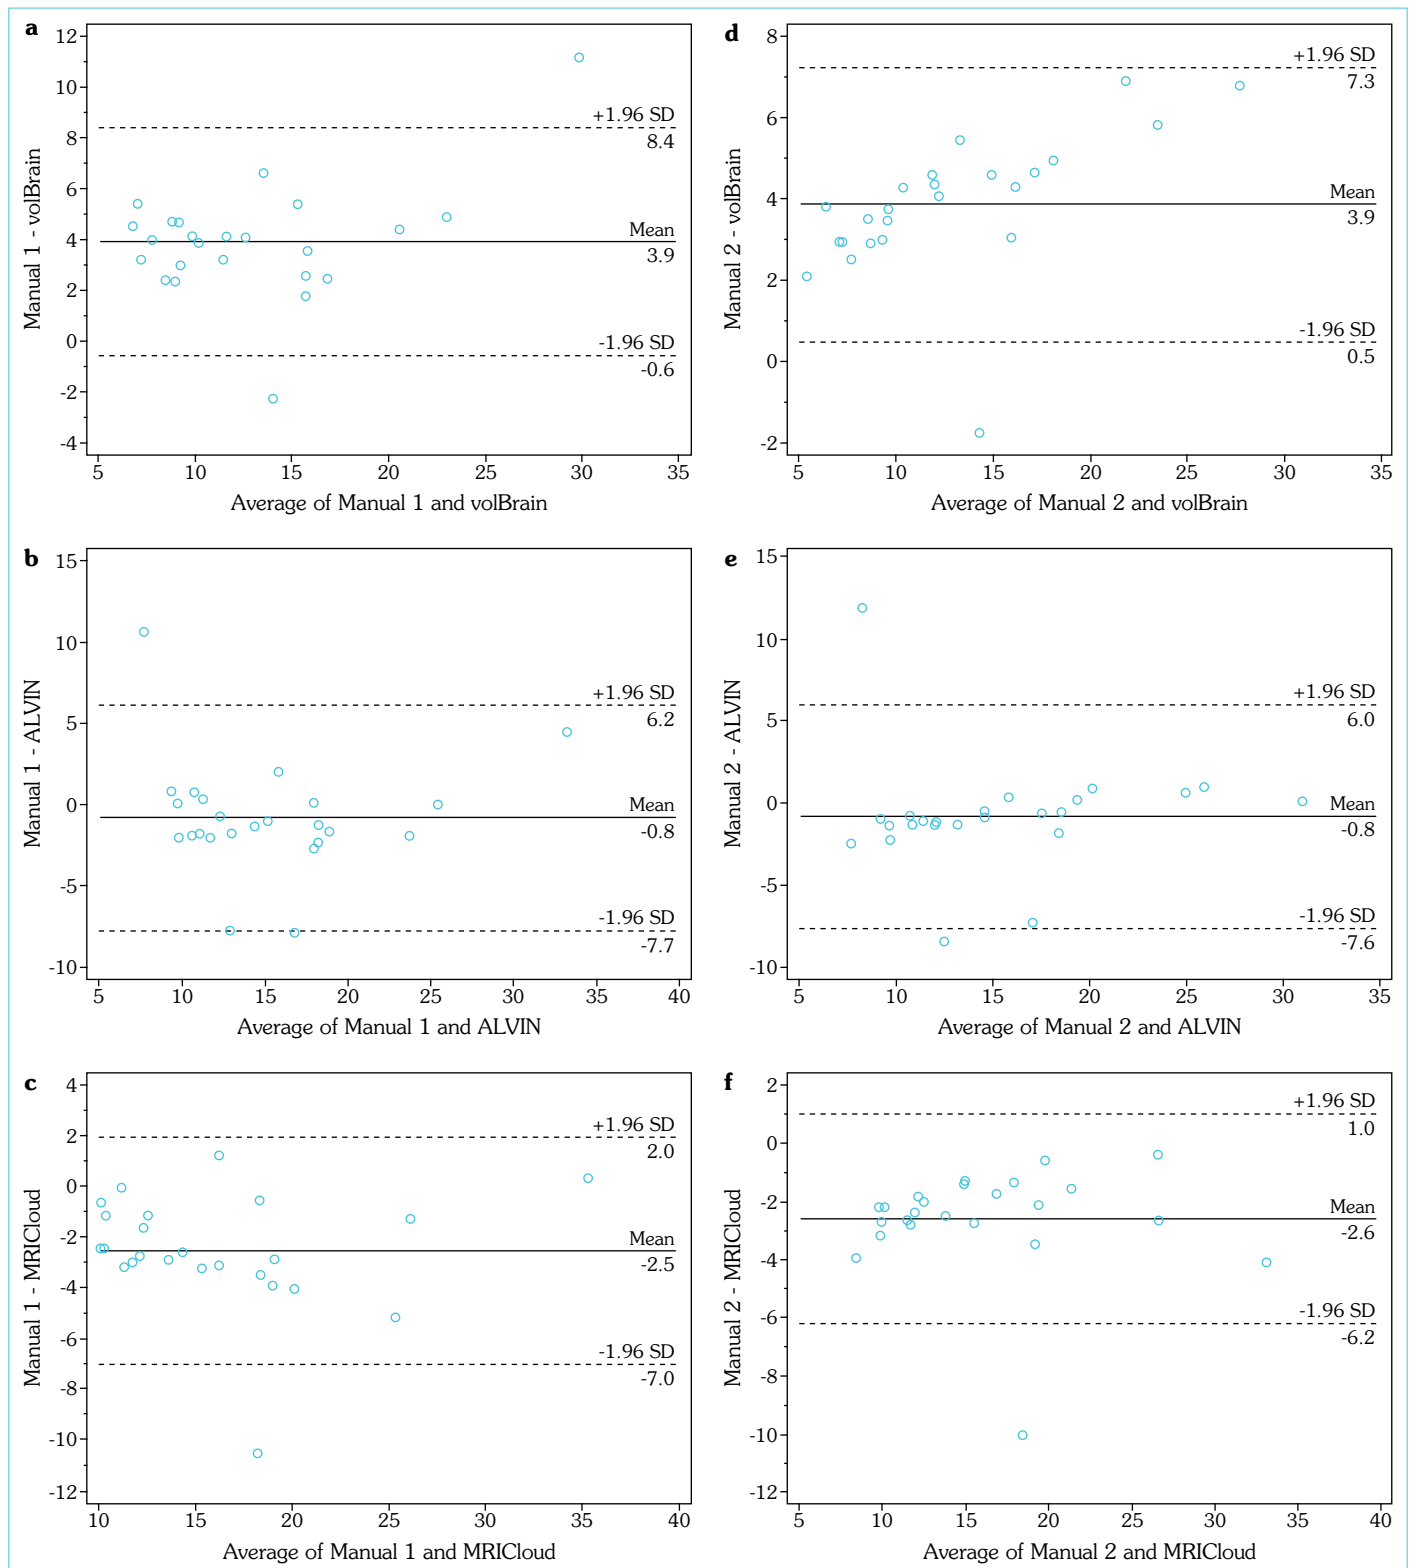 a
12
10
8
6
4
2
0
-2
-4
Manual 1 - volBrain
+1.96 SD
8.4
Mean
3.9
-1.96 SD
-0.6
5 10 15 20 25 30 35
Average of Manual 1 and volBrain
d
8
6
4
2
0
-2
Manual 2 - volBrain
+1.96 SD
7.3
Mean
3.9
-1.96 SD
0.5
5 10 15 20 25 30 35
Average of Manual 2 and volBrain
b
15
10
5
0
-5
-10
Manual 1 - ALVIN
+1.96 SD
6.2
Mean
-0.8
-1.96 SD
-7.7
5 10 15 20 25 30 35 40
Average of Manual 1 and ALVIN
e
15
10
5
0
-5
-10
Manual 2 - ALVIN
+1.96 SD
6.0
Mean
-0.8
-1.96 SD
-7.6
5 10 15 20 25 30 35
Average of Manual 2 and ALVIN
c
4
2
0
-2
-4
-6
-8
-10
-12
Manual 1 - MRICloud
+1.96 SD
2.0
Mean
-2.5
-1.96 SD
-7.0
10 15 20 25 30 35 40
Average of Manual 1 and MRICloud
f
2
0
-2
-4
-6
-8
-10
-12
Manual 2 - MRICloud
+1.96 SD
1.0
Mean
-2.6
-1.96 SD
-6.2
5 10 15 20 25 30 35 40
Average of Manual 2 and MRICloud